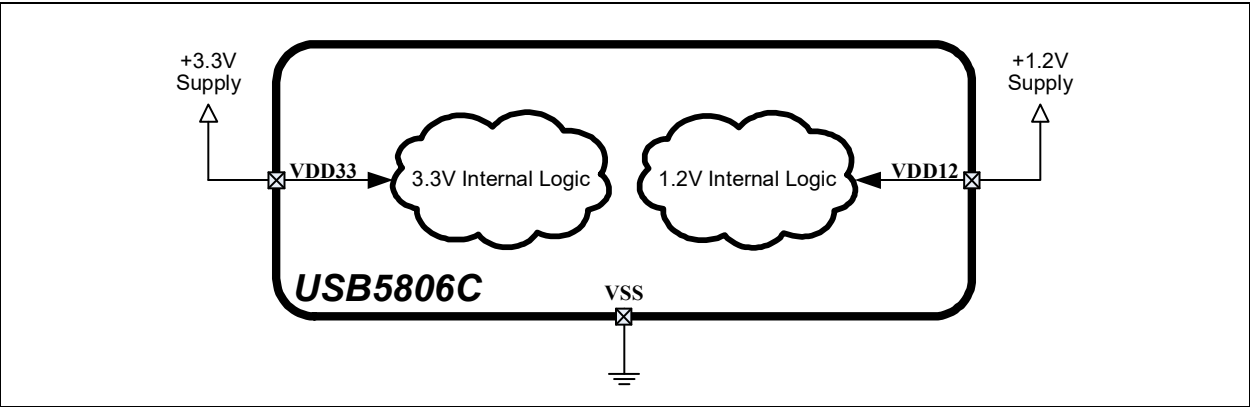 +3.3V
Supply
+1.2V
Supply
VDD33
3.3V Internal Logic
1.2V Internal Logic
VDD12
USB5806C
VSS